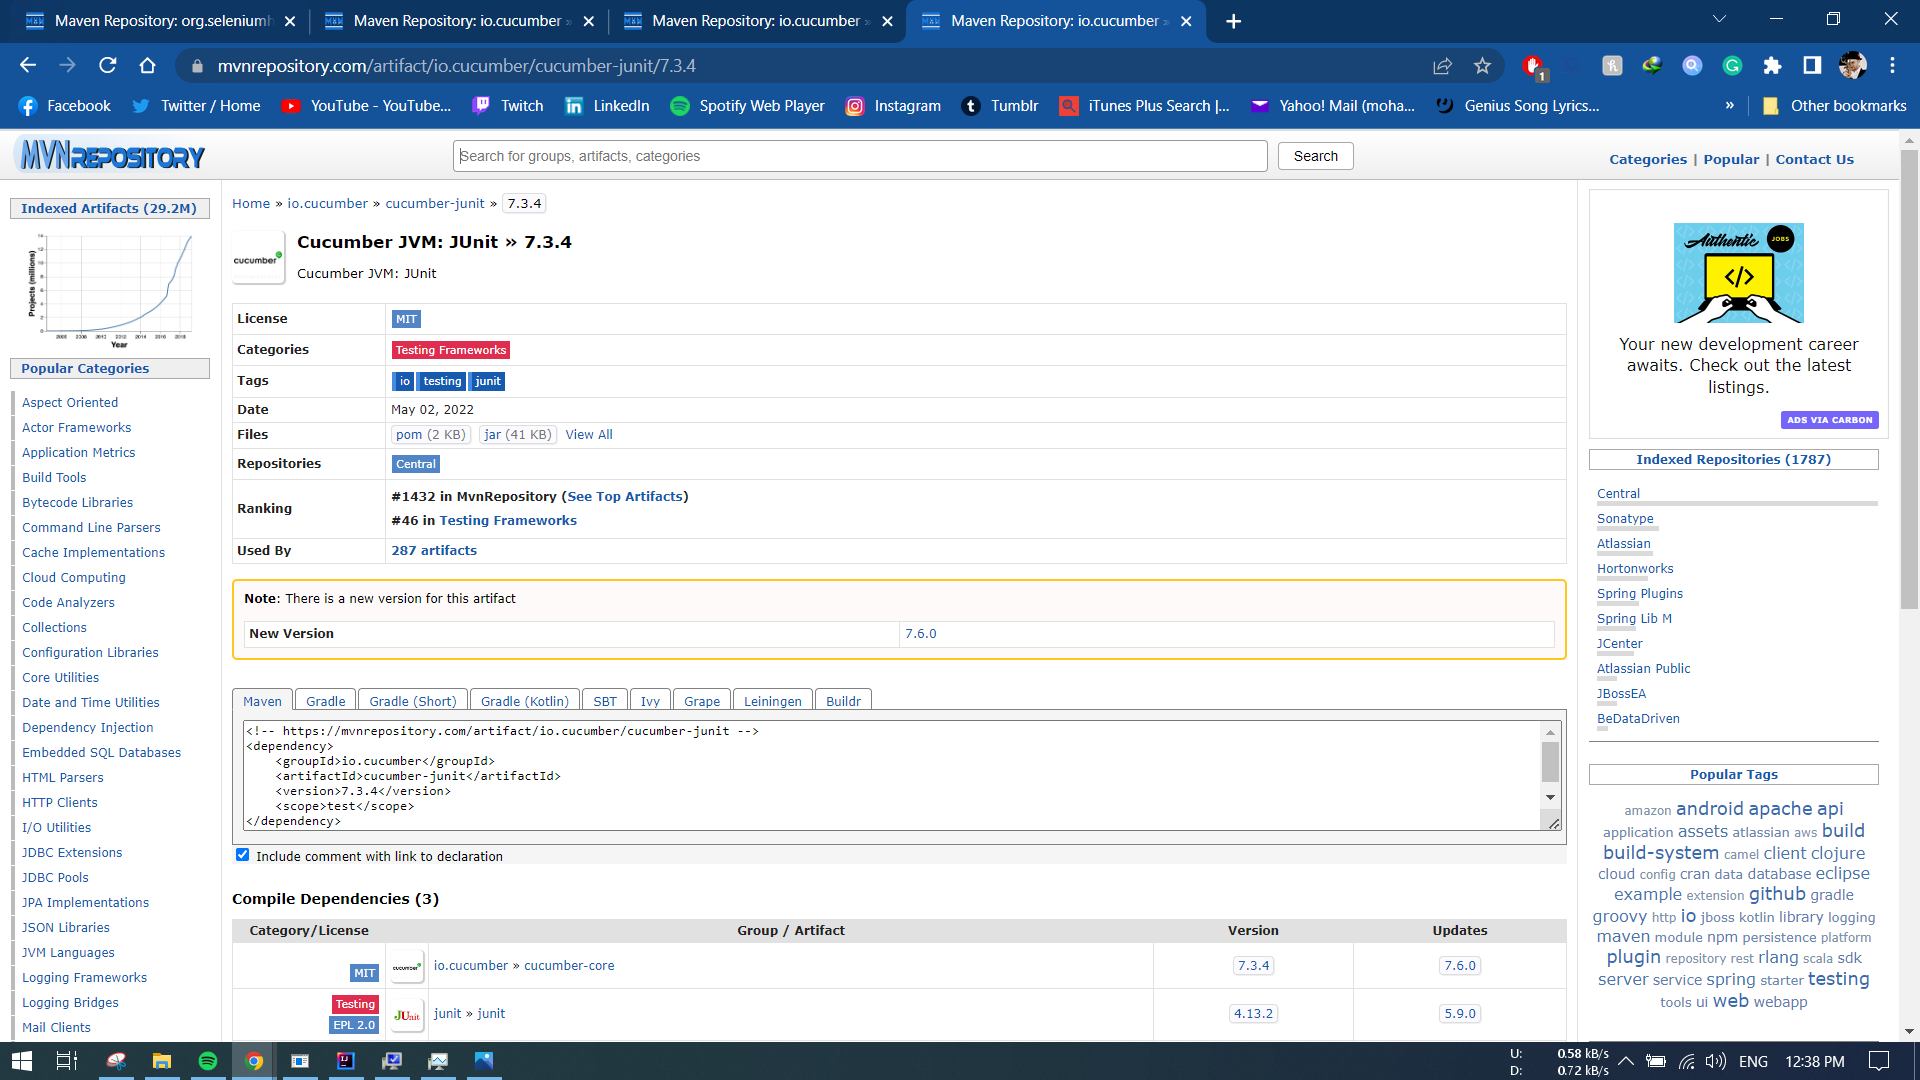 Maven Repository: org.seleniumh
Maven Repository: io.cucumber »
Maven Repository: io.cucumber »
Maven Repository: io.cucumber »
mvnrepository.com/artifact/io.cucumber/cucumber-junit/7.3.4
1
Facebook
Twitter / Home
YouTube - YouTube...
Twitch
LinkedIn
Spotify Web Player
Instagram
Tumblr
iTunes Plus Search |...
Yahoo! Mail (moha...
Genius Song Lyrics...
»
Other bookmarks
MVNREPOSITORY
Search for groups, artifacts, categories
Search
Categories | Popular | Contact Us
Indexed Artifacts (29.2M)
Projects (millions)
Year
Popular Categories
Aspect Oriented
Actor Frameworks
Application Metrics
Build Tools
Bytecode Libraries
Command Line Parsers
Cache Implementations
Cloud Computing
Code Analyzers
Collections
Configuration Libraries
Core Utilities
Date and Time Utilities
Dependency Injection
Embedded SQL Databases
HTML Parsers
HTTP Clients
I/O Utilities
JDBC Extensions
JDBC Pools
JPA Implementations
JSON Libraries
JVM Languages
Logging Frameworks
Logging Bridges
Mail Clients
Home » io.cucumber » cucumber-junit » 7.3.4
cucumber
Cucumber JVM: JUnit » 7.3.4
Cucumber JVM: JUnit
License MIT
Categories Testing Frameworks
Tags io testing junit
Date May 02, 2022
Files pom (2 KB) jar (41 KB) View All
Repositories Central
Ranking #1432 in MvnRepository (See Top Artifacts)
#46 in Testing Frameworks
Used By 287 artifacts
Note: There is a new version for this artifact
New Version 7.6.0
Maven Gradle Gradle (Short) Gradle (Kotlin) SBT Ivy Grape Leiningen Buildr
<!-- https://mvnrepository.com/artifact/io.cucumber/cucumber-junit -->
<dependency>
<groupId>io.cucumber</groupId>
<artifactId>cucumber-junit</artifactId>
<version>7.3.4</version>
<scope>test</scope>
</dependency>
Include comment with link to declaration
Compile Dependencies (3)
Category/License Group / Artifact Version Updates
MIT cucumber io.cucumber » cucumber-core 7.3.4 7.6.0
Testing
EPL 2.0 JUnit junit » junit 4.13.2 5.9.0
Authentic JOBS
</>
Your new development career
awaits. Check out the latest
listings.
ADS VIA CARBON
Indexed Repositories (1787)
Central
Sonatype
Atlassian
Hortonworks
Spring Plugins
Spring Lib M
JCenter
Atlassian Public
JBossEA
BeDataDriven
Popular Tags
amazon android apache api
application assets atlassian aws build
build-system camel client clojure
cloud config cran data database eclipse
example extension github gradle
groovy http io jboss kotlin library logging
maven module npm persistence platform
plugin repository rest rlang scala sdk
server service spring starter testing
tools ui web webapp
U: 0.58 kB/s
D: 0.72 kB/s
ENG
12:38 PM